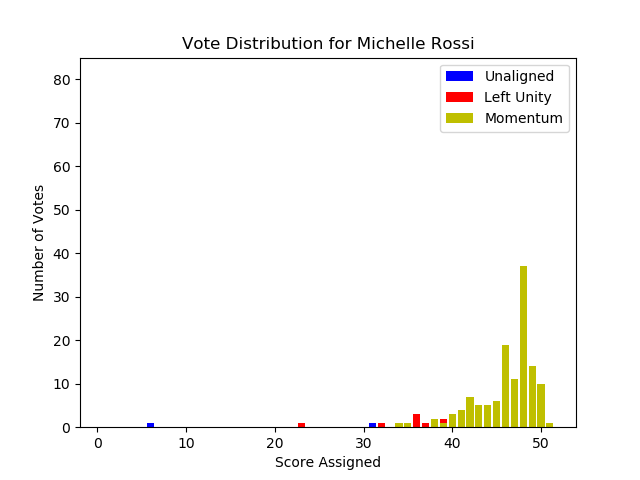 Vote Distribution for Michelle Rossi
Unaligned
Left Unity
Momentum
Number of Votes
80
70
60
50
40
30
20
10
0
0 10 20 30 40 50
Score Assigned